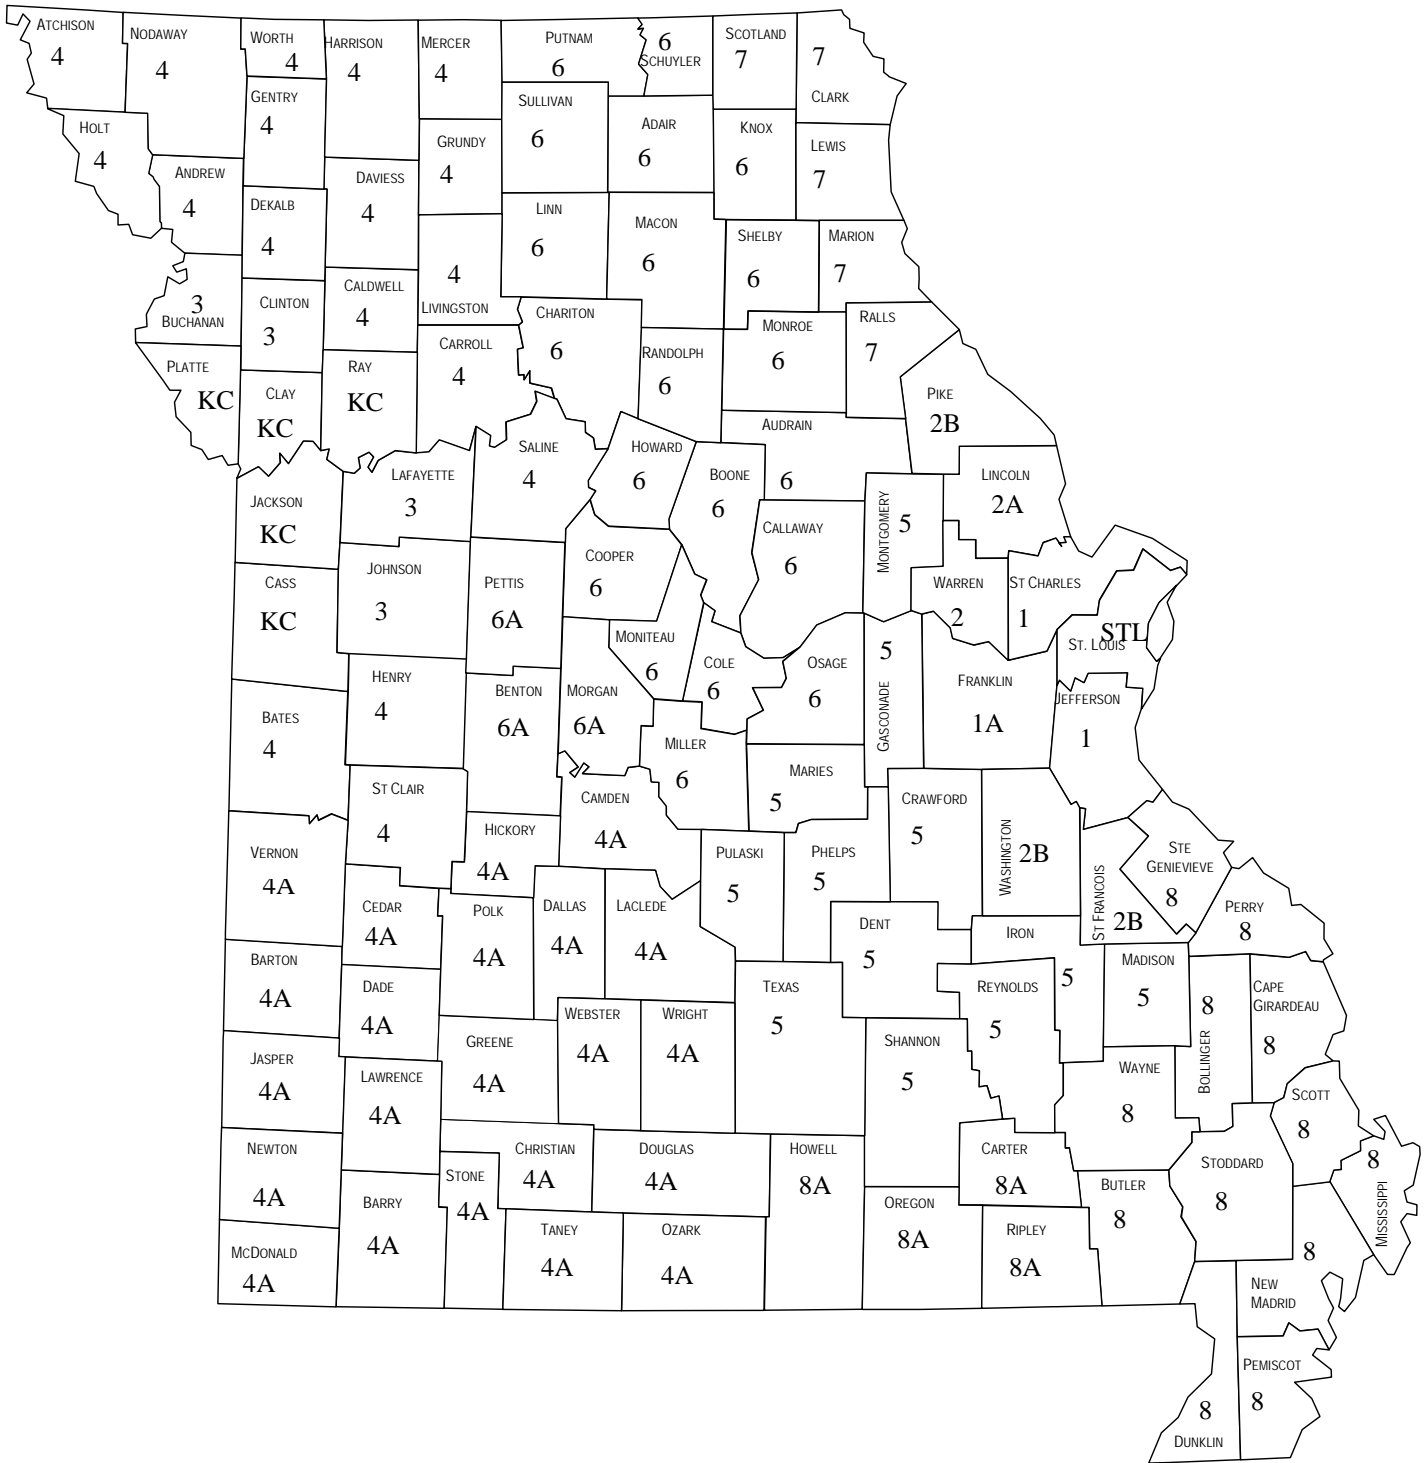 ATCHISON
4
NODAWAY
4
WORTH
4
HARRISON
4
MERCER
4
PUTNAM
6
6
SCHUYLER
SCOTLAND
7
7
CLARK
HOLT
4
GENTRY
4
SULLIVAN
6
ADAIR
6
KNOX
6
LEWIS
7
GRUNDY
4
ANDREW
4
DEKALB
4
DAVIESS
4
LINN
6
MACON
6
SHELBY
6
MARION
7
4
LIVINGSTON
3
BUCHANAN
CLINTON
3
CALDWELL
4
CHARITON
6
MONROE
6
RALLS
7
PLATTE
KC
CLAY
KC
RAY
KC
CARROLL
4
RANDOLPH
6
PIKE
2B
AUDRAIN
6
SALINE
4
HOWARD
6
BOONE
6
LINCOLN
2A
JACKSON
KC
LAFAYETTE
3
CALLAWAY
6
MONTGOMERY
5
CASS
KC
JOHNSON
3
PETTIS
6A
COOPER
6
WARREN
2
ST CHARLES
1
ST. LOUIS
STL
MONITEAU
6
COLE
6
OSAGE
6
5
GASCONADE
FRANKLIN
1A
JEFFERSON
1
BATES
4
HENRY
4
BENTON
6A
MORGAN
6A
MILLER
6
MARIES
5
ST CLAIR
4
CAMDEN
4A
CRAWFORD
5
WASHINGTON
2B
HICKORY
4A
VERNON
4A
PULASKI
5
PHELPS
5
STE
GENIEVIEVE
8
ST FRANCOIS
2B
PERRY
8
CEDAR
4A
POLK
4A
DALLAS
4A
LACLEDE
4A
DENT
5
IRON
5
MADISON
5
BARTON
4A
DADE
4A
TEXAS
5
REYNOLDS
5
8
BOLLINGER
CAPE
GIRARDEAU
8
GREENE
4A
WEBSTER
4A
WRIGHT
4A
SHANNON
5
JASPER
4A
LAWRENCE
4A
WAYNE
8
SCOTT
8
NEWTON
4A
CHRISTIAN
4A
DOUGLAS
4A
HOWELL
8A
CARTER
8A
STODDARD
8
8
MISSISSIPPI
BARRY
4A
STONE
4A
OREGON
8A
BUTLER
8
MCDONALD
4A
TANEY
4A
OZARK
4A
RIPLEY
8A
8
NEW
MADRID
PEMISCOT
8
8
DUNKLIN